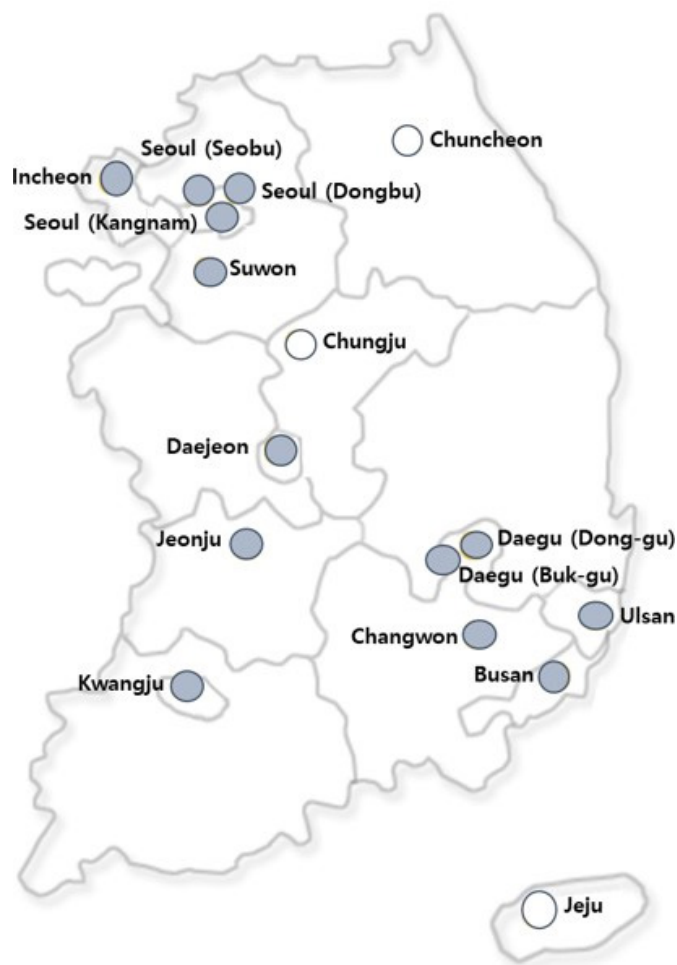 Chuncheon
Seoul (Seobu)
Incheon
Seoul (Dongbu)
Seoul (Kangnam)
Suwon
Chungju
Daejeon
Jeonju
Daegu (Dong-gu)
Daegu (Buk-gu)
Ulsan
Changwon
Busan
Kwangju
Jeju